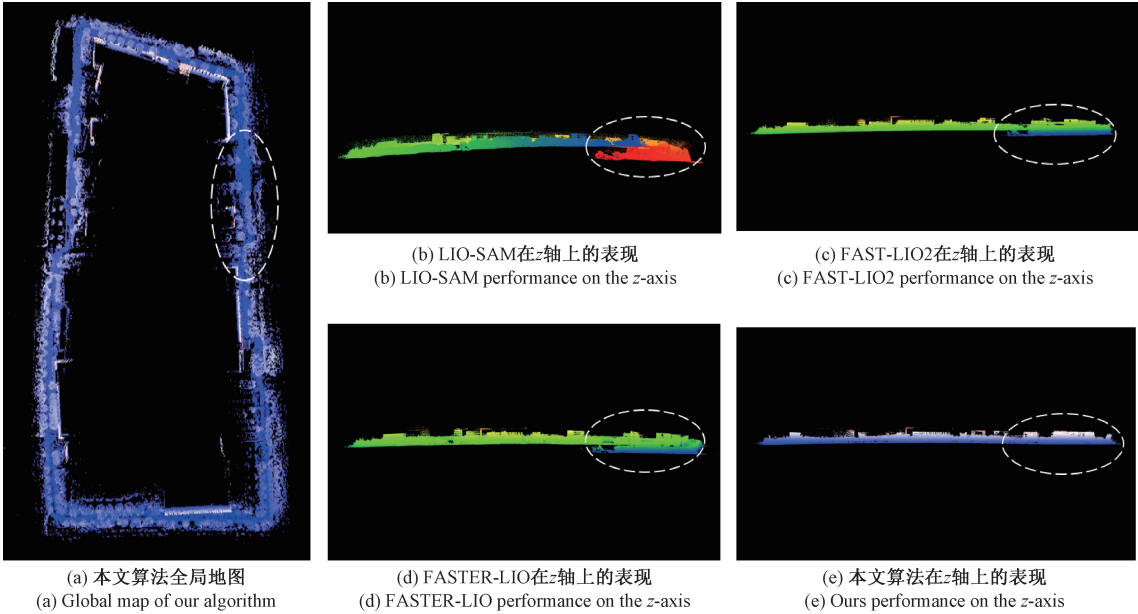 (b) LIO-SAM在z轴上的表现
(b) LIO-SAM performance on the z-axis
(c) FAST-LIO2在z轴上的表现
(c) FAST-LIO2 performance on the z-axis
(a) 本文算法全局地图
(a) Global map of our algorithm
(d) FASTER-LIO在z轴上的表现
(d) FASTER-LIO performance on the z-axis
(e) 本文算法在z轴上的表现
(e) Ours performance on the z-axis